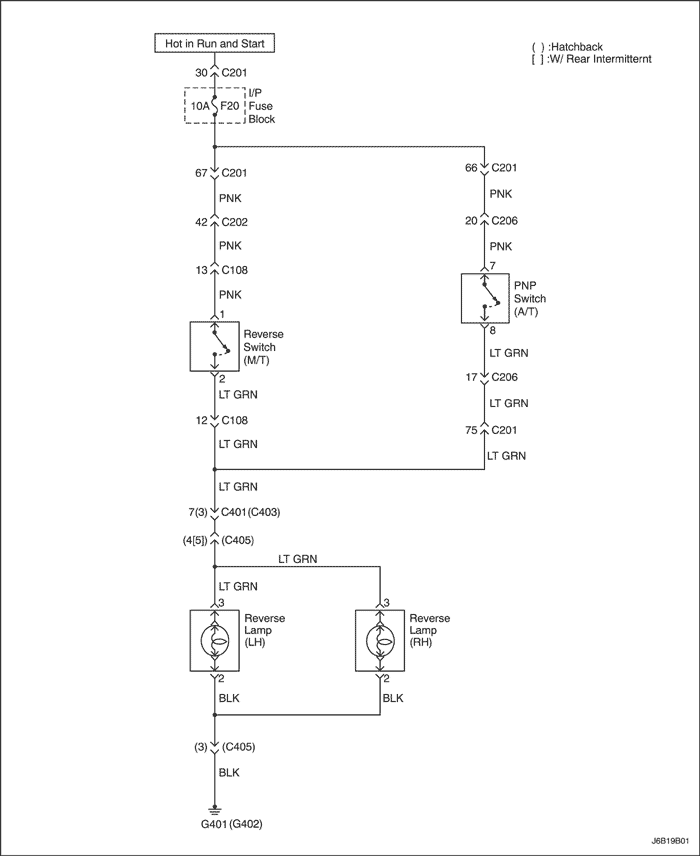 Hot in Run and Start
( ) :Hatchback
[ ] :W/ Rear Intermitternt
30 C201
10A F20
I/P
Fuse
Block
67 C201
66 C201
PNK
PNK
42 C202
20 C206
PNK
PNK
13 C108
7
PNK
PNP
Switch
(A/T)
1
Reverse
Switch
(M/T)
8
2
LT GRN
LT GRN
17 C206
LT GRN
12 C108
75 C201
LT GRN
LT GRN
LT GRN
7(3) C401(C403)
(4[5]) (C405)
LT GRN
LT GRN
3
3
Reverse
Lamp
(LH)
Reverse
Lamp
(RH)
2
2
BLK
BLK
(3) (C405)
BLK
G401(G402)
J6B19B01